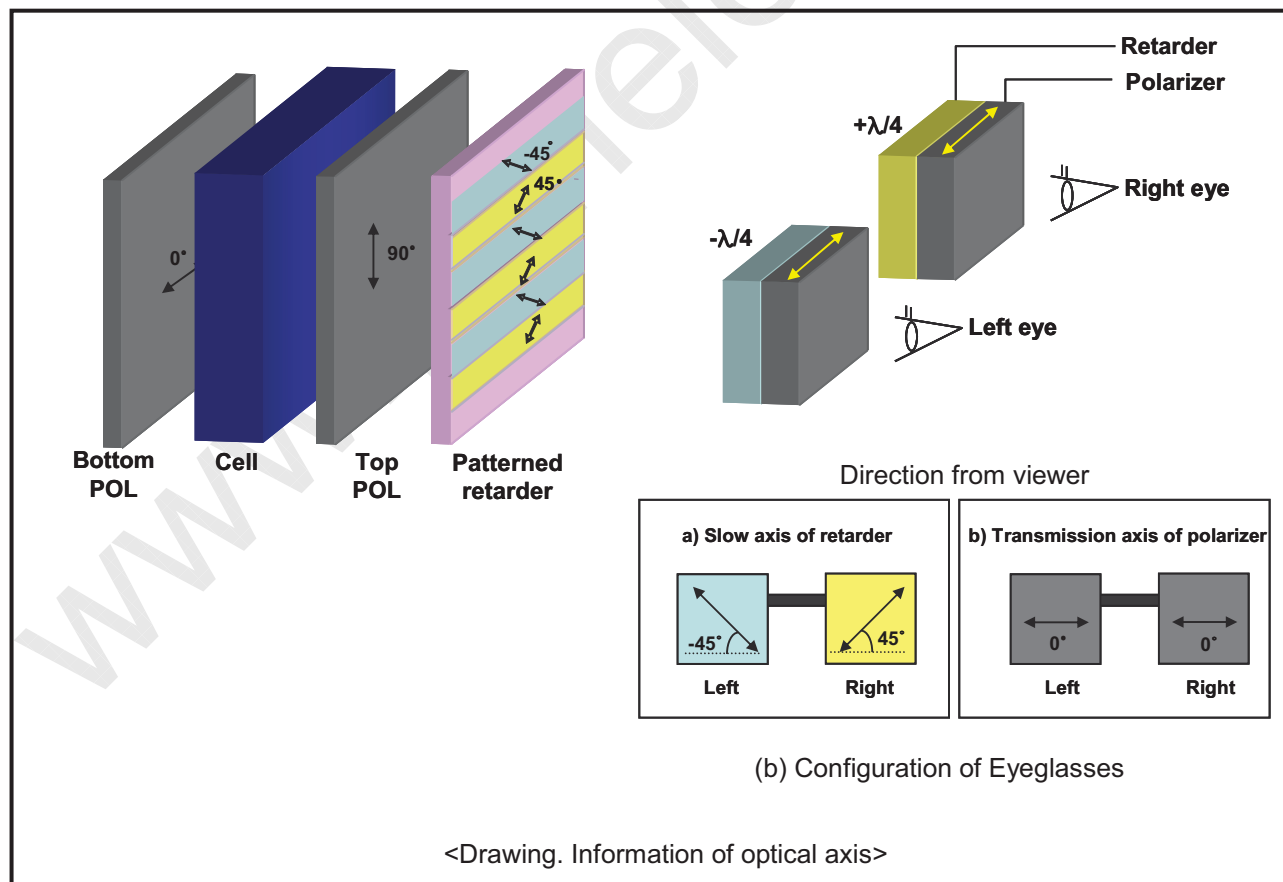 Retarder
Polarizer
+λ/4
-45°
45°
Right eye
-λ/4
0°
90°
Left eye
Bottom
POL
Cell
Top
POL
Patterned
retarder
Direction from viewer
a) Slow axis of retarder
-45°
45°
Left
Right
b) Transmission axis of polarizer
0°
0°
Left
Right
(b) Configuration of Eyeglasses
<Drawing. Information of optical axis>